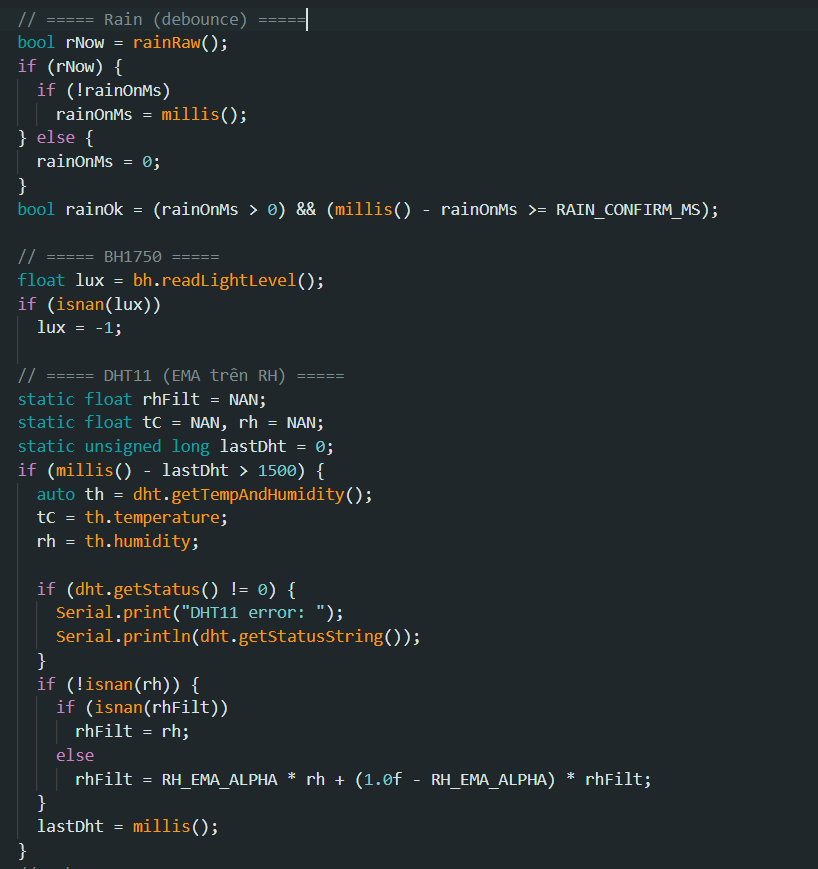 // ===== Rain (debounce) =====
bool rNow = rainRaw();
if (rNow) {
  if (!rainOnMs)
    rainOnMs = millis();
} else {
  rainOnMs = 0;
}
bool rainOk = (rainOnMs > 0) && (millis() - rainOnMs >= RAIN_CONFIRM_MS);

// ===== BH1750 =====
float lux = bh.readLightLevel();
if (isnan(lux))
  lux = -1;

// ===== DHT11 (EMA trên RH) =====
static float rhFilt = NAN;
static float tC = NAN, rh = NAN;
static unsigned long lastDht = 0;
if (millis() - lastDht > 1500) {
  auto th = dht.getTempAndHumidity();
  tC = th.temperature;
  rh = th.humidity;

  if (dht.getStatus() != 0) {
    Serial.print("DHT11 error: ");
    Serial.println(dht.getStatusString());
  }
  if (!isnan(rh)) {
    if (isnan(rhFilt))
      rhFilt = rh;
    else
      rhFilt = RH_EMA_ALPHA * rh + (1.0f - RH_EMA_ALPHA) * rhFilt;
  }
  lastDht = millis();
}